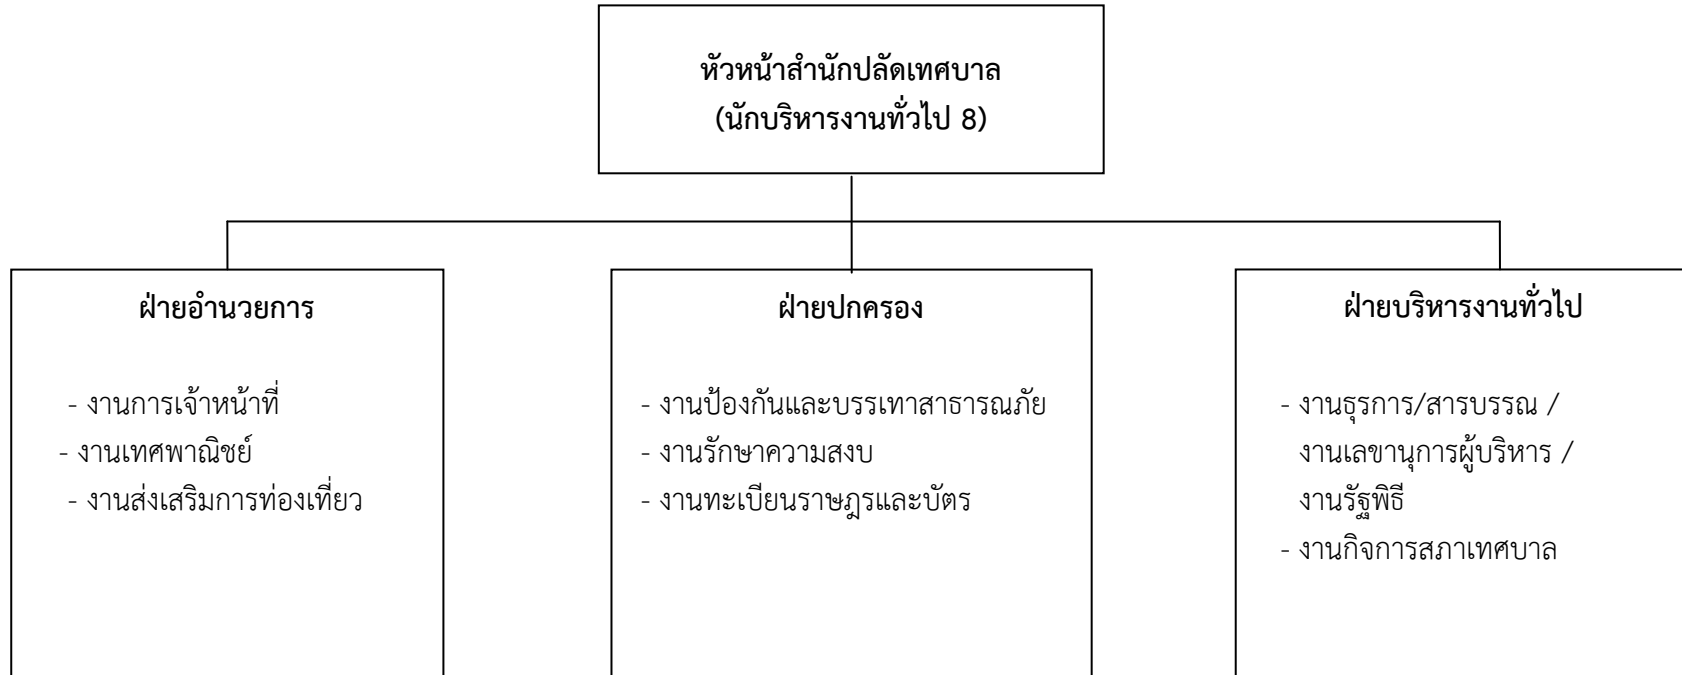 หัวหน้าสำนักปลัดเทศบาล
(นักบริหารงานทั่วไป 8)
ฝ่ายอำนวยการ
- งานการเจ้าหน้าที่
- งานเทศพาณิชย์
- งานส่งเสริมการท่องเที่ยว
ฝ่ายปกครอง
- งานป้องกันและบรรเทาสาธารณภัย
- งานรักษาความสงบ
- งานทะเบียนราษฎรและบัตร
ฝ่ายบริหารงานทั่วไป
- งานธุรการ/สารบรรณ /
งานเลขานุการผู้บริหาร /
งานรัฐพิธี
- งานกิจการสภาเทศบาล